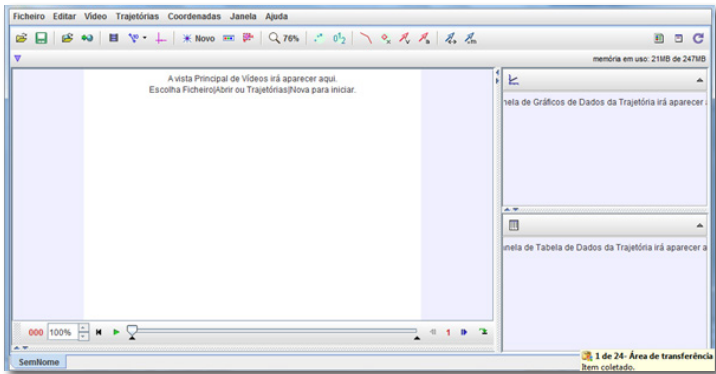 Ficheiro Editar Vídeo Trajetórias Coordenadas Janela Ajuda
Novo 76%
memória em uso: 21MB de 247MB
A vista Principal de Vídeos irá aparecer aqui.
Escolha Ficheiro|Abrir ou Trajetórias|Nova para iniciar.
nela de Gráficos de Dados da Trajetória irá aparecer
nela de Tabela de Dados da Trajetória irá aparecer a
000 100% 1
SemNome
1 de 24- Área de transferência
Item coletado.